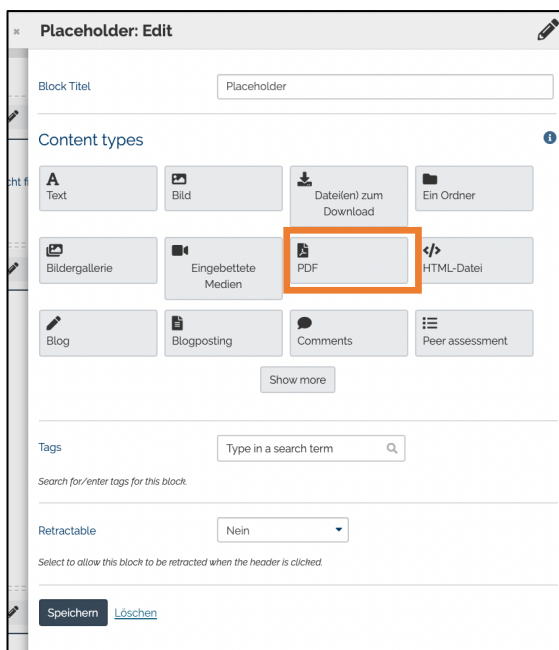 × Placeholder: Edit
Block Titel Placeholder
Content types
cht f
Text Bild Datei(en) zum Ein Ordner
Download
Bildergallerie Eingebettete PDF HTML-Datei
Medien
Blog Blogposting Comments Peer assessment
Show more
Tags Type in a search term
Search for/enter tags for this block.
Retractable Nein
Select to allow this block to be retracted when the header is clicked.
Speichern Löschen